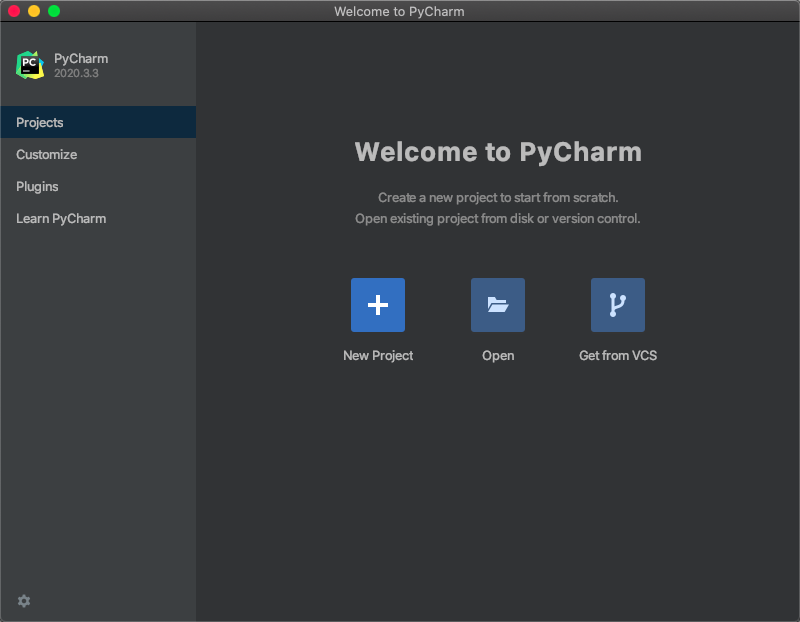 Welcome to PyCharm
PC
PyCharm
2020.3.3
Projects
Customize
Plugins
Learn PyCharm
Welcome to PyCharm
Create a new project to start from scratch.
Open existing project from disk or version control.
New Project
Open
Get from VCS